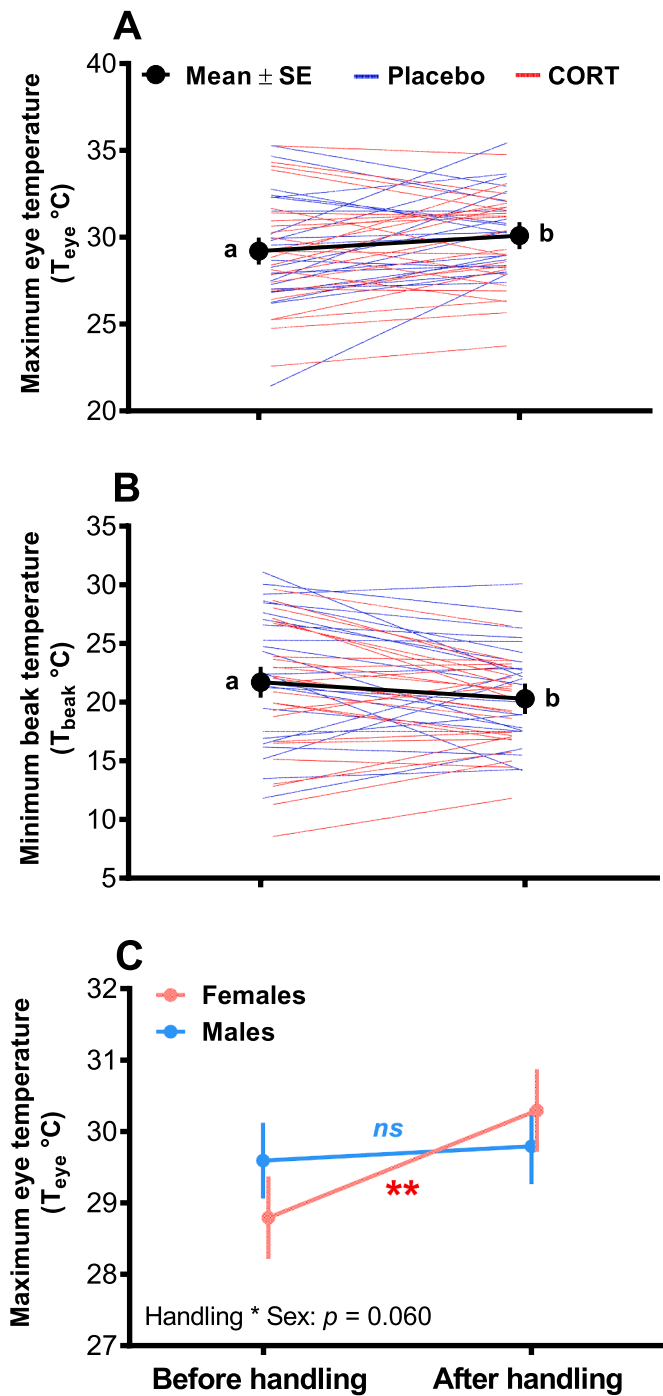 A
40
Mean ± SE
Placebo
CORT
35
30
25
20
Maximum eye temperature
(Teye °C)
a
b
B
35
30
25
20
15
10
5
Minimum beak temperature
(Tbeak °C)
a
b
C
32
31
30
29
28
27
Maximum eye temperature
(Teye °C)
Females
Males
ns
**
Handling * Sex: p = 0.060
Before handling
After handling